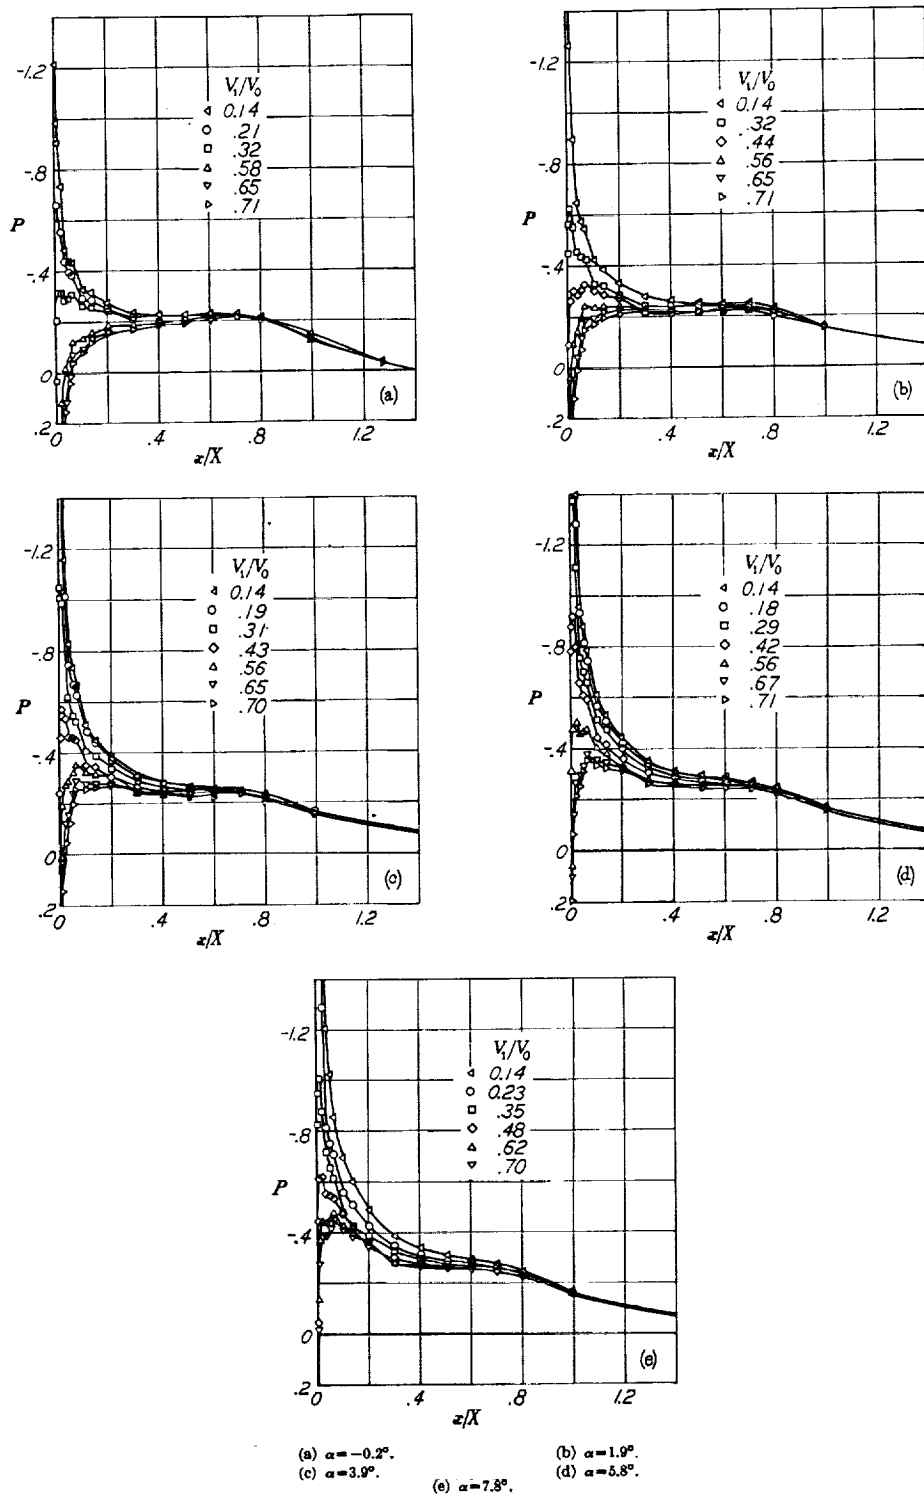 -1.2
-.8
P
-.4
0
.2
V₁/V₀
0.14
.21
.32
.58
.65
.71
(a)
0 .4 .8 1.2
x/X
-1.2
-.8
P
-.4
0
.2
V₁/V₀
0.14
.32
.44
.56
.65
.71
(b)
0 .4 .8 1.2
x/X
-1.2
-.8
P
-.4
0
.2
V₁/V₀
0.14
.19
.31
.43
.56
.65
.70
(c)
0 .4 .8 1.2
x/X
-1.2
-.8
P
-.4
0
.2
V₁/V₀
0.14
.18
.29
.42
.56
.67
.71
(d)
0 .4 .8 1.2
x/X
-1.2
-.8
P
-.4
0
.2
V₁/V₀
0.14
0.23
.35
.48
.62
.70
(e)
0 .4 .8 1.2
x/X
(a) α=−0.2°. (b) α=1.9°.
(c) α=3.9°. (d) α=5.8°.
(e) α=7.8°.